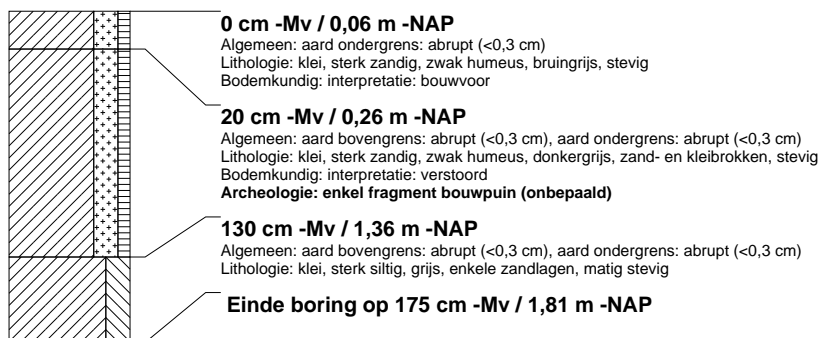 0 cm -Mv / 0,06 m -NAP
Algemeen: aard ondergrens: abrupt (<0,3 cm)
Lithologie: klei, sterk zandig, zwak humeus, bruingrijs, stevig
Bodemkundig: interpretatie: bouwvoor
20 cm -Mv / 0,26 m -NAP
Algemeen: aard bovengrens: abrupt (<0,3 cm), aard ondergrens: abrupt (<0,3 cm)
Lithologie: klei, sterk zandig, zwak humeus, donkergrijs, zand- en kleibrokken, stevig
Bodemkundig: interpretatie: verstoord
Archeologie: enkel fragment bouwpuin (onbepaald)
130 cm -Mv / 1,36 m -NAP
Algemeen: aard bovengrens: abrupt (<0,3 cm), aard ondergrens: abrupt (<0,3 cm)
Lithologie: klei, sterk siltig, grijs, enkele zandlagen, matig stevig
Einde boring op 175 cm -Mv / 1,81 m -NAP